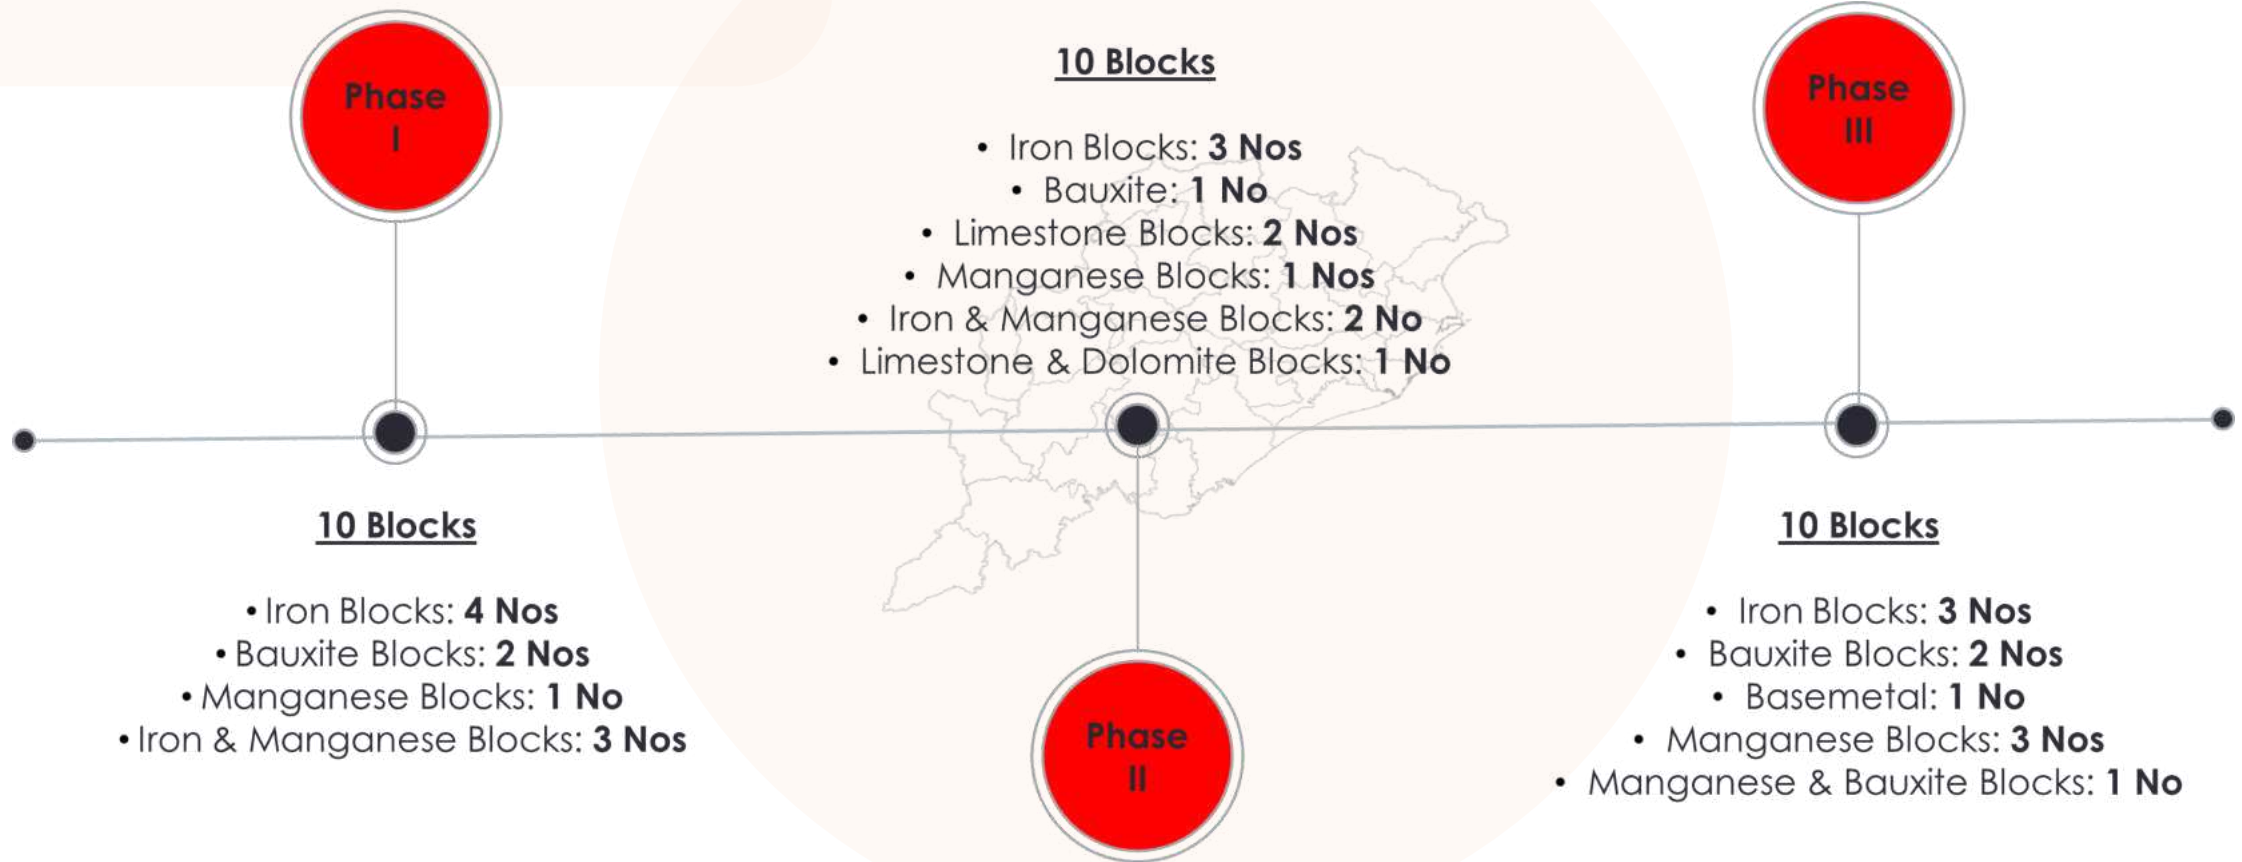 Phase
I
10 Blocks
• Iron Blocks: 4 Nos
• Bauxite Blocks: 2 Nos
• Manganese Blocks: 1 No
• Iron & Manganese Blocks: 3 Nos
10 Blocks
• Iron Blocks: 3 Nos
• Bauxite: 1 No
• Limestone Blocks: 2 Nos
• Manganese Blocks: 1 Nos
• Iron & Manganese Blocks: 2 No
• Limestone & Dolomite Blocks: 1 No
Phase
II
Phase
III
10 Blocks
• Iron Blocks: 3 Nos
• Bauxite Blocks: 2 Nos
• Basemetal: 1 No
• Manganese Blocks: 3 Nos
• Manganese & Bauxite Blocks: 1 No